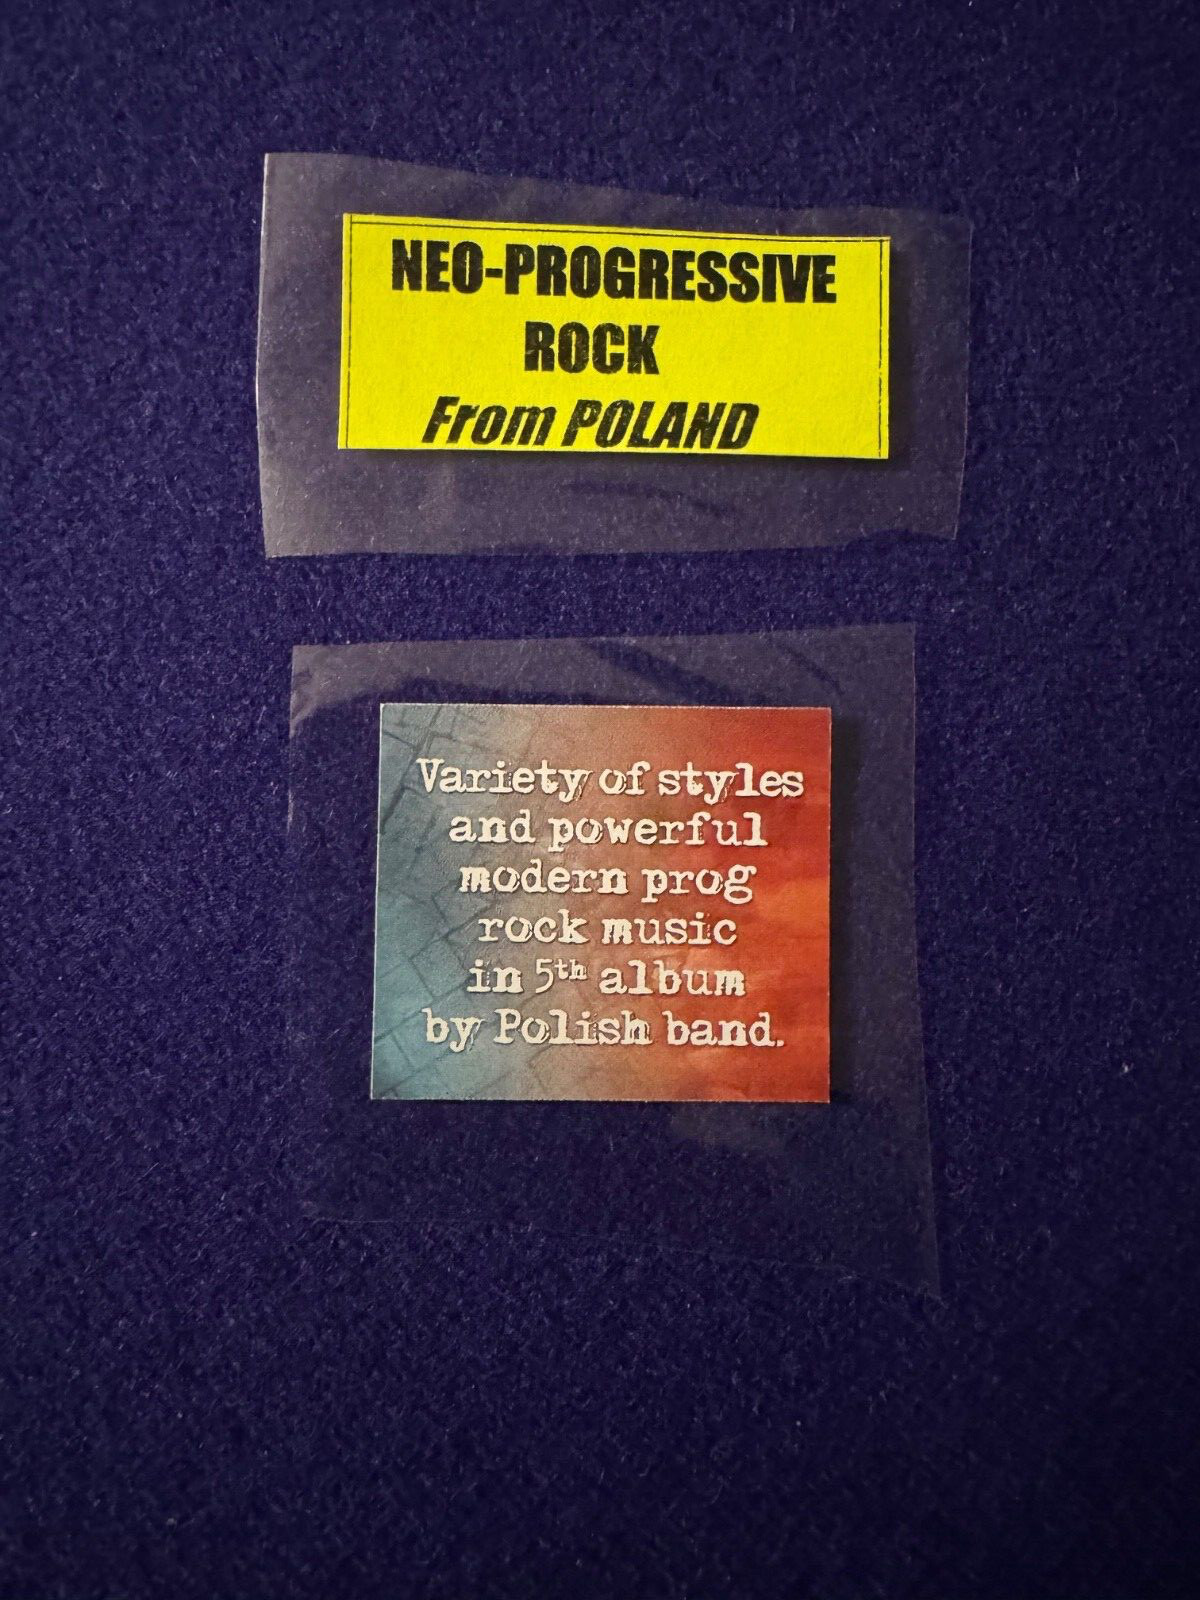 NEO-PROGRESSIVE
ROCK
From POLAND
Variety of styles
and powerful
modern prog
rock music
in 5th album
by Polish band.